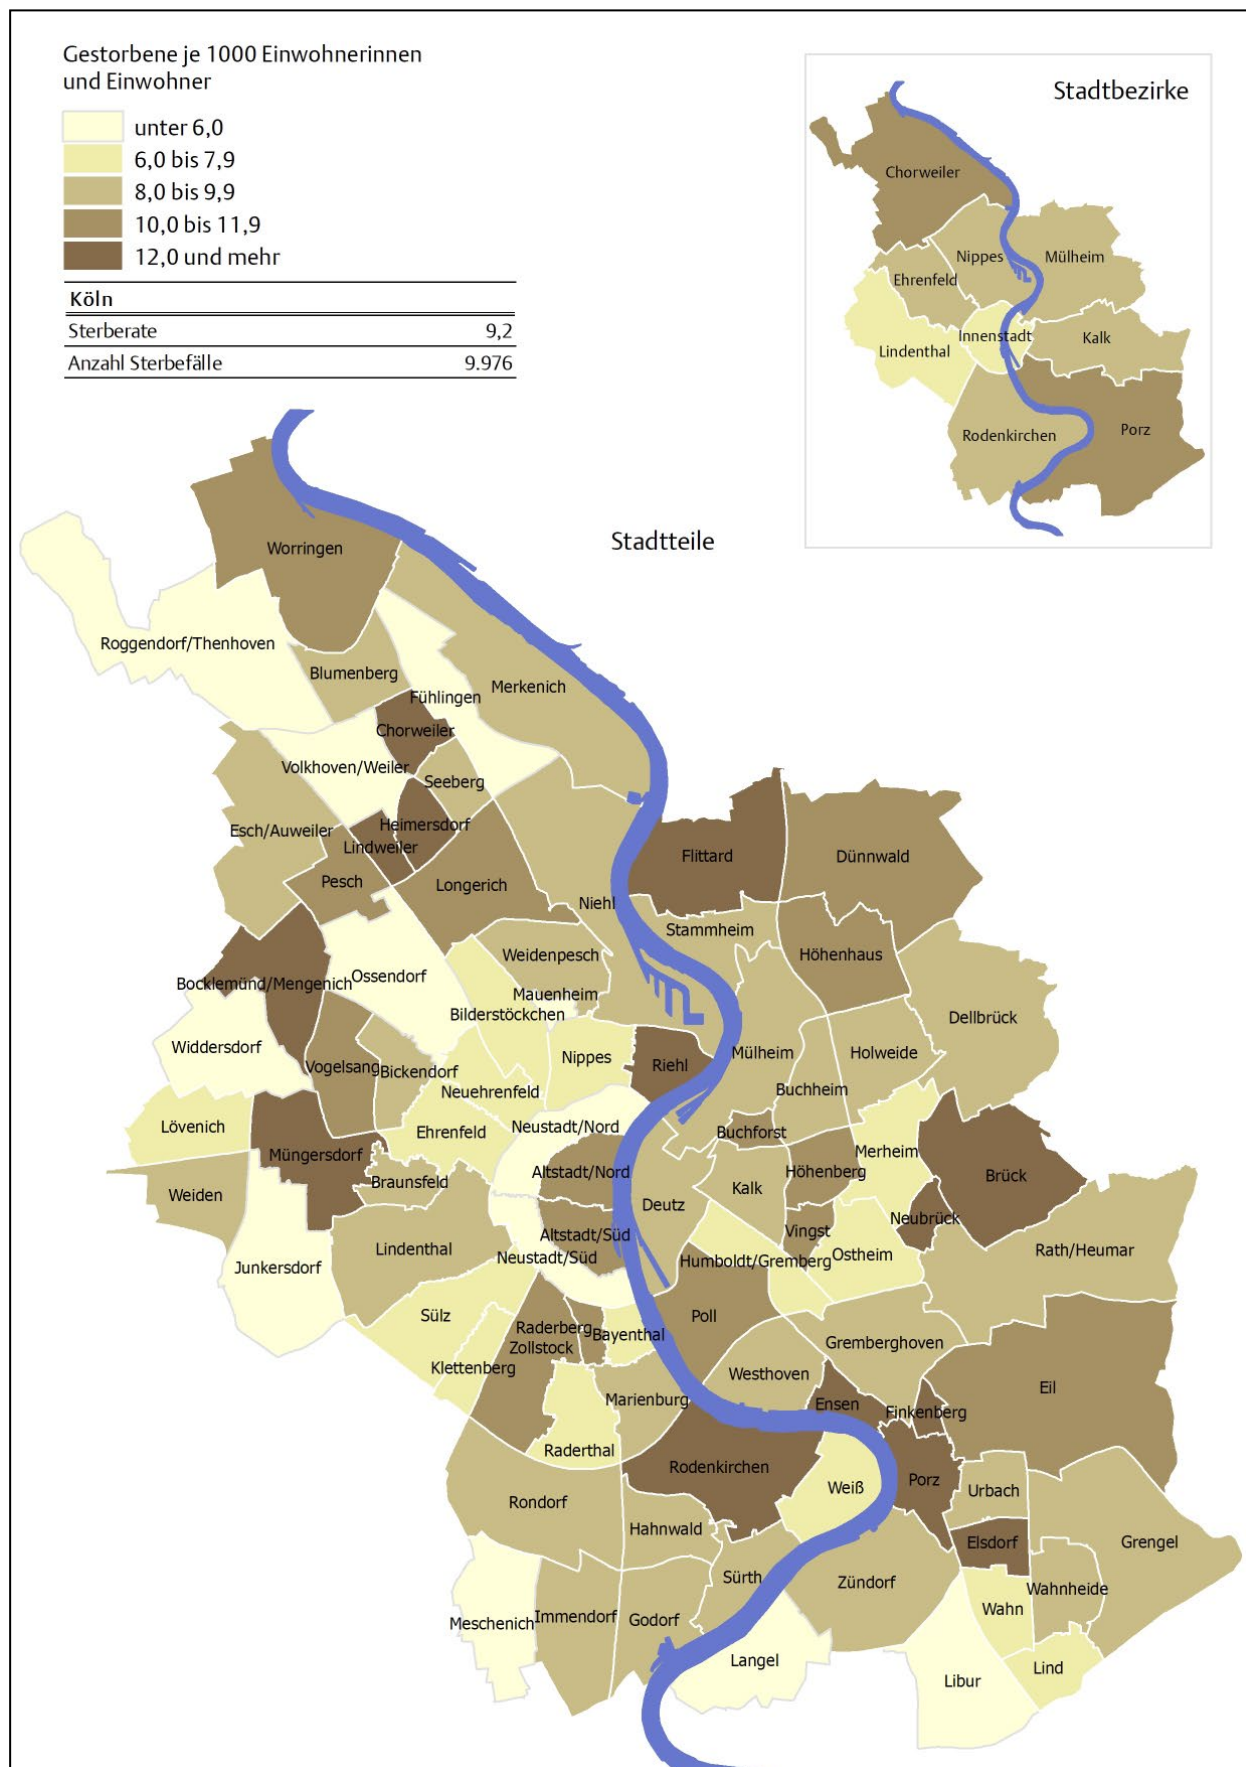 Gestorbene je 1000 Einwohnerinnen
und Einwohner
unter 6,0
6,0 bis 7,9
8,0 bis 9,9
10,0 bis 11,9
12,0 und mehr
Köln
Sterberate 9,2
Anzahl Sterbefälle 9.976
Stadtbezirke
Chorweiler
Nippes
Mülheim
Ehrenfeld
Innenstadt
Kalk
Lindenthal
Porz
Rodenkirchen
Stadtteile
Worringen
Roggendorf/Thenhoven
Blumenberg
Merkenich
Fühlingen
Chorweiler
Volkhoven/Weiler
Seeberg
Heimersdorf
Esch/Auweiler
Lindweiler
Flittard
Dünnwald
Pesch
Longerich
Niehl
Stammheim
Höhenhaus
Weidenpesch
Ossendorf
Bocklemünd/Mengenich
Mauenheim
Bilderstöckchen
Dellbrück
Widdersdorf
Nippes
Mülheim
Holweide
Riehl
Vogelsang
Bickendorf
Neuehrenfeld
Buchheim
Lövenich
Neustadt/Nord
Ehrenfeld
Buchforst
Müngersdorf
Merheim
Altstadt/Nord
Höhenberg
Brück
Braunsfeld
Kalk
Weiden
Deutz
Neubrück
Vingst
Altstadt/Süd
Lindenthal
Rath/Heumar
Neustadt/Süd
Humboldt/Gremberg
Ostheim
Junkersdorf
Sülz
Poll
Raderberg
Bayenthal
Zollstock
Gremberghoven
Klettenberg
Westhoven
Eil
Marienburg
Ensen
Finkenberg
Raderthal
Rodenkirchen
Porz
Weiß
Urbach
Rondorf
Hahnwald
Elsdorf
Grengel
Sürth
Zündorf
Wahnheide
Wahn
Immendorf
Godorf
Meschenich
Langel
Lind
Libur